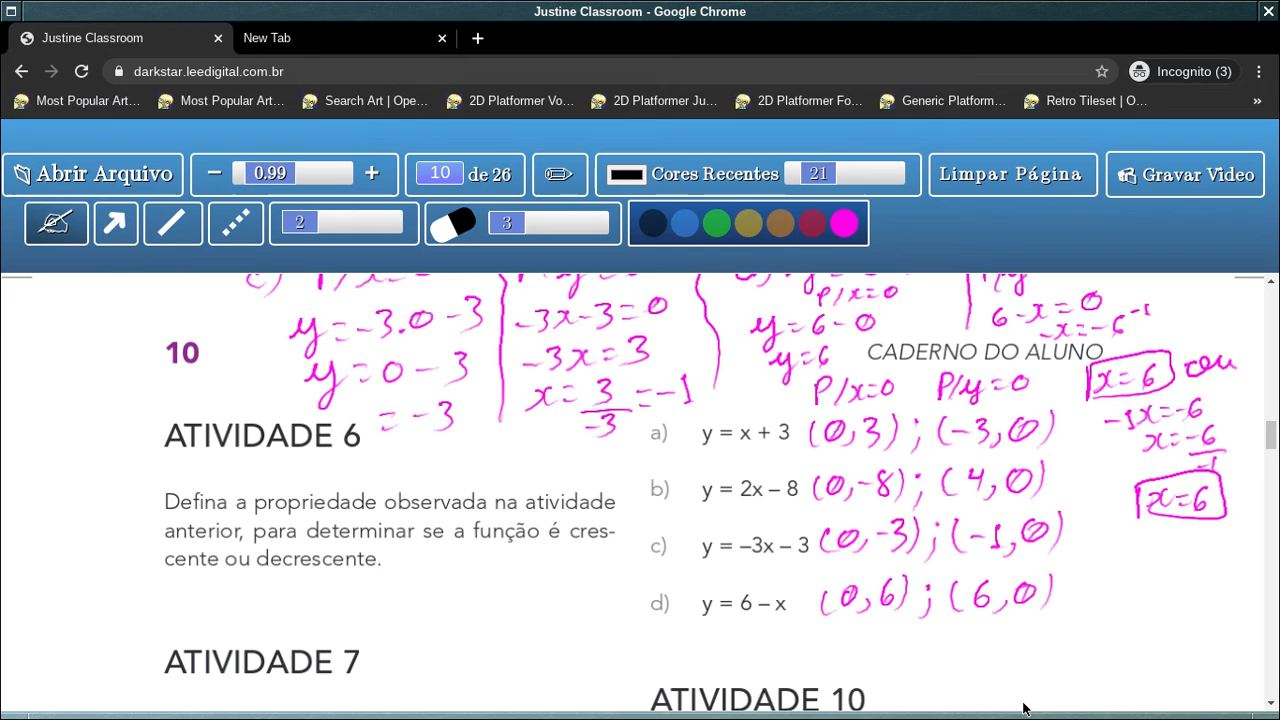 Justine Classroom - Google Chrome
Justine Classroom
New Tab
darkstar.leedigital.com.br
Incognito (3)
Most Popular Art...
Most Popular Art...
Search Art | Ope...
2D Platformer Vo...
2D Platformer Ju...
2D Platformer Fo...
Generic Platform...
Retro Tileset | O...
Abrir Arquivo
0.99
10 de 26
Cores Recentes
21
Limpar Página
Gravar Video
2
3
y = -3.0 - 3
y = 0 - 3
= -3
-3x - 3 = 0
-3x = 3
x = 3/-3 = -1
P/x=0
y = 6 - 0
y = 6
6 - x = 0
-x = -6 -1
x = 6 ou
-1x = -6
x = -6/-1
x = 6
10
CADERNO DO ALUNO
ATIVIDADE 6
Defina a propriedade observada na atividade
anterior, para determinar se a função é cres-
cente ou decrescente.
ATIVIDADE 7
P/x=0 P/y=0
a) y = x + 3 (0,3) ; (-3,0)
b) y = 2x – 8 (0,-8) ; (4,0)
c) y = –3x – 3 (0,-3) ; (-1,0)
d) y = 6 – x (0,6) ; (6,0)
ATIVIDADE 10